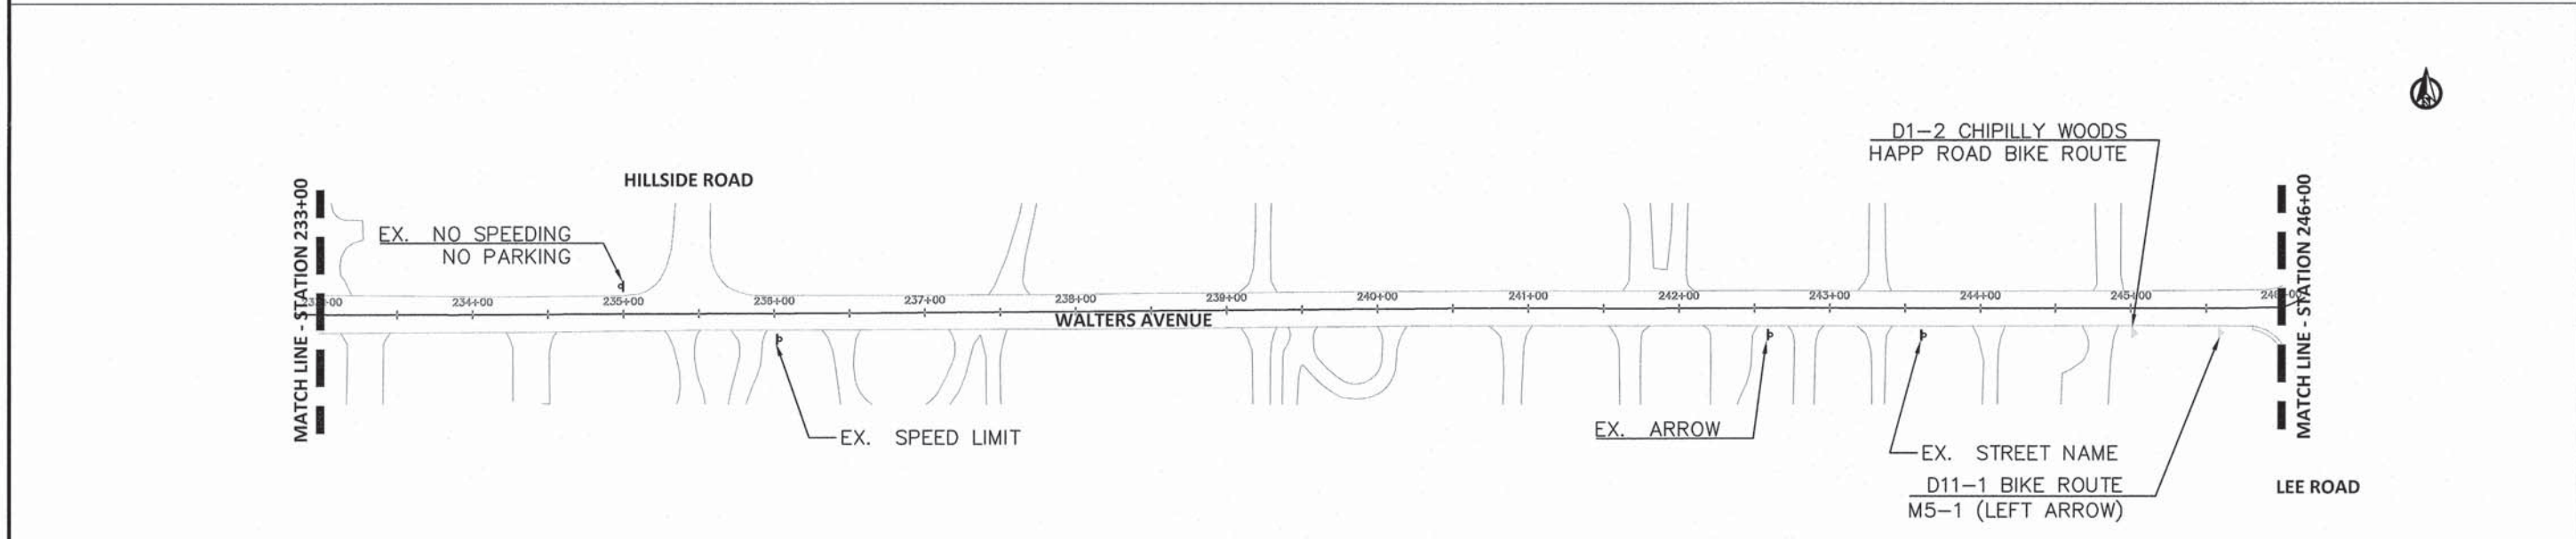 D1-2 CHIPILLY WOODS
HAPP ROAD BIKE ROUTE
HILLSIDE ROAD
EX. NO SPEEDING
NO PARKING
MATCH LINE - STATION 233+00
MATCH LINE - STATION 246+00
234+00
235+00
236+00
237+00
238+00
239+00
240+00
241+00
242+00
243+00
244+00
245+00
WALTERS AVENUE
EX. SPEED LIMIT
EX. ARROW
EX. STREET NAME
D11-1 BIKE ROUTE
M5-1 (LEFT ARROW)
LEE ROAD